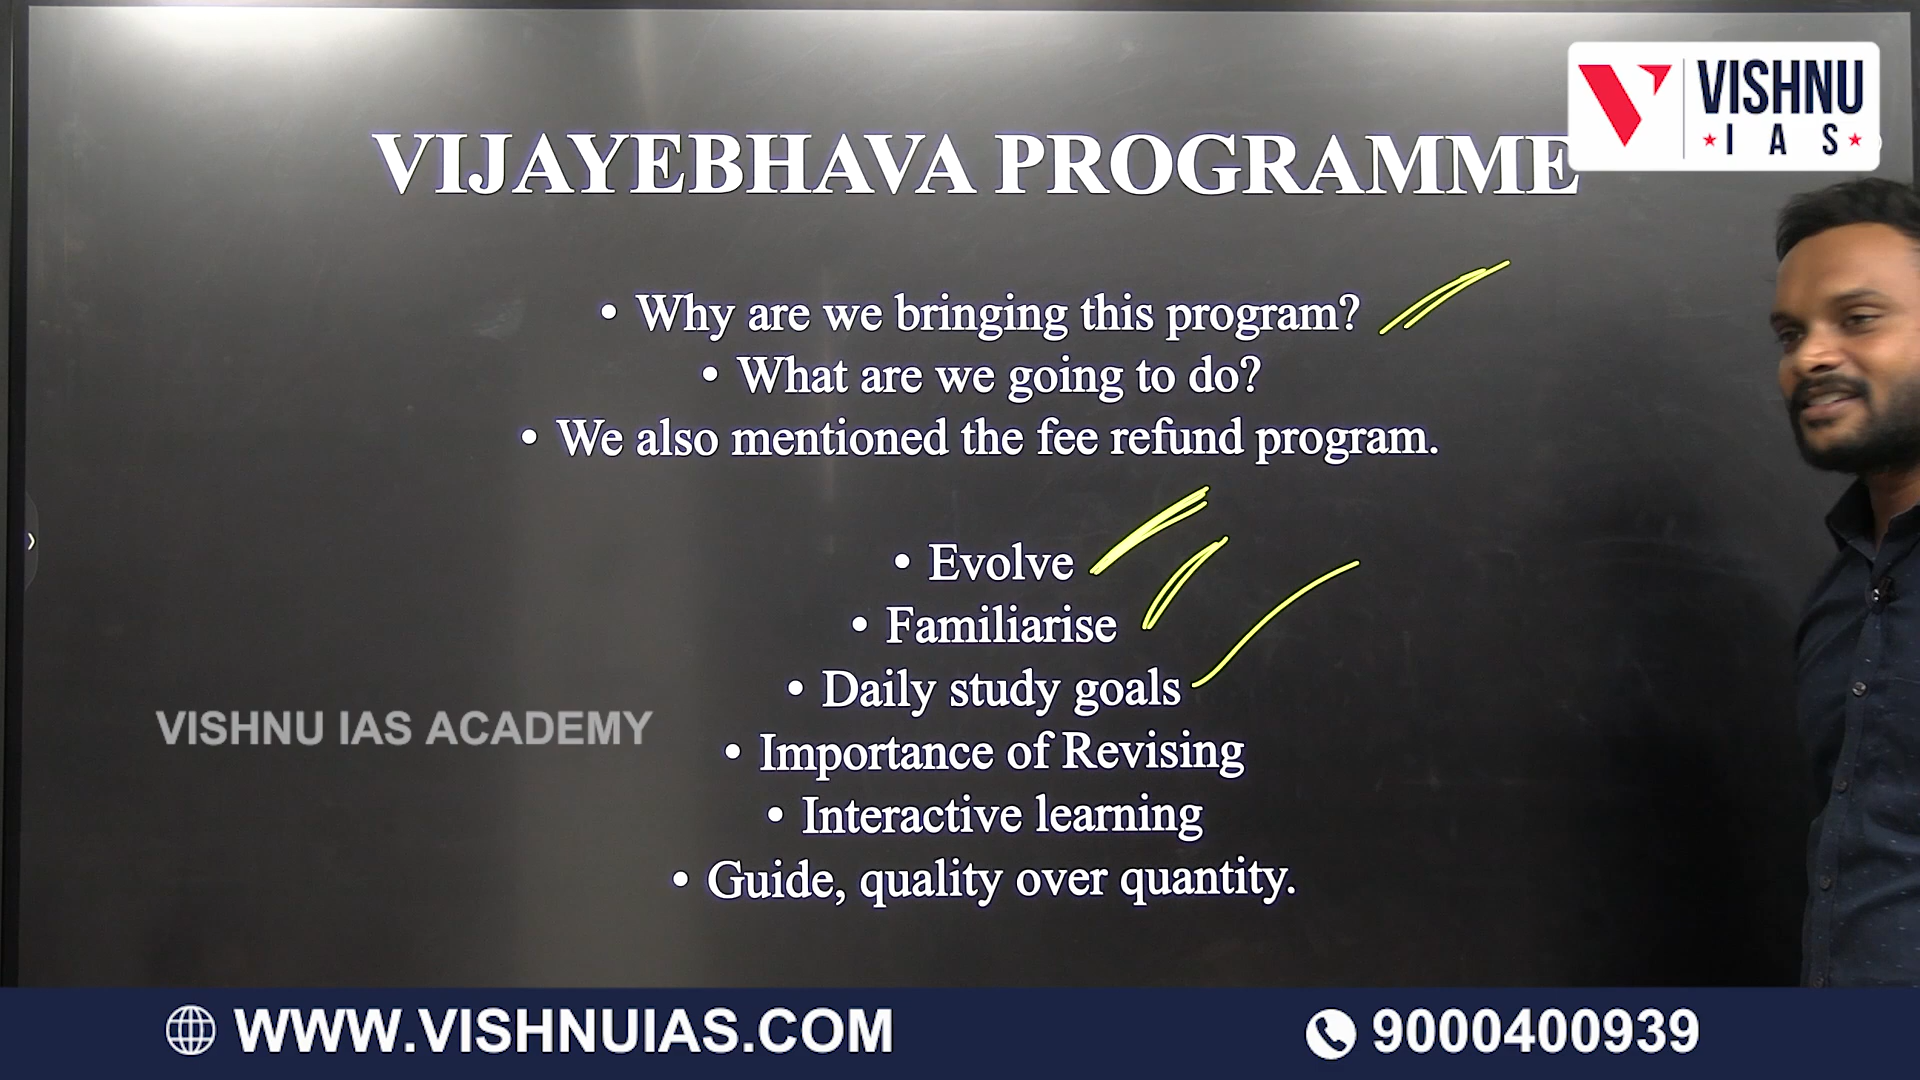 VISHNU
IAS
VIJAYEBHAVA PROGRAMME
• Why are we bringing this program?
• What are we going to do?
• We also mentioned the fee refund program.
• Evolve
• Familiarise
• Daily study goals
• Importance of Revising
• Interactive learning
• Guide, quality over quantity.
VISHNU IAS ACADEMY
WWW.VISHNUIAS.COM
9000400939